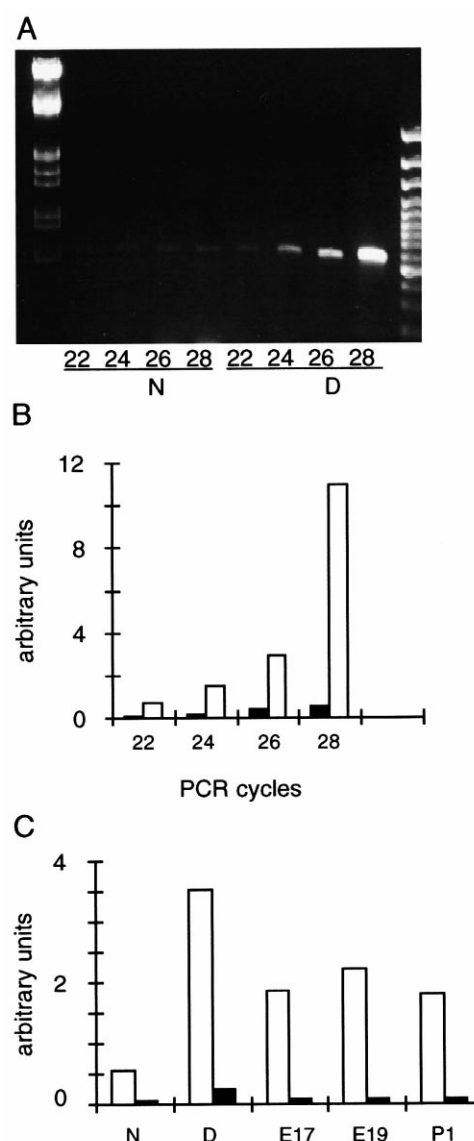 A
22 24 26 28 22 24 26 28
N D
B
12
8
4
0
arbitrary units
22 24 26 28
PCR cycles
C
4
2
0
arbitrary units
N D E17 E19 P1